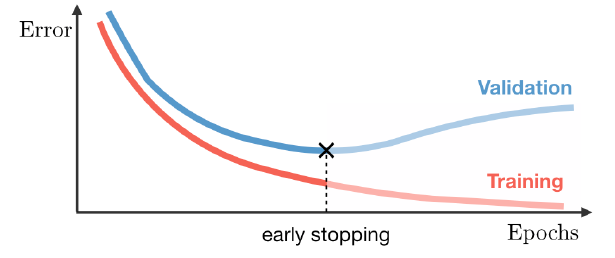 Error
Validation
Training
early stopping
Epochs